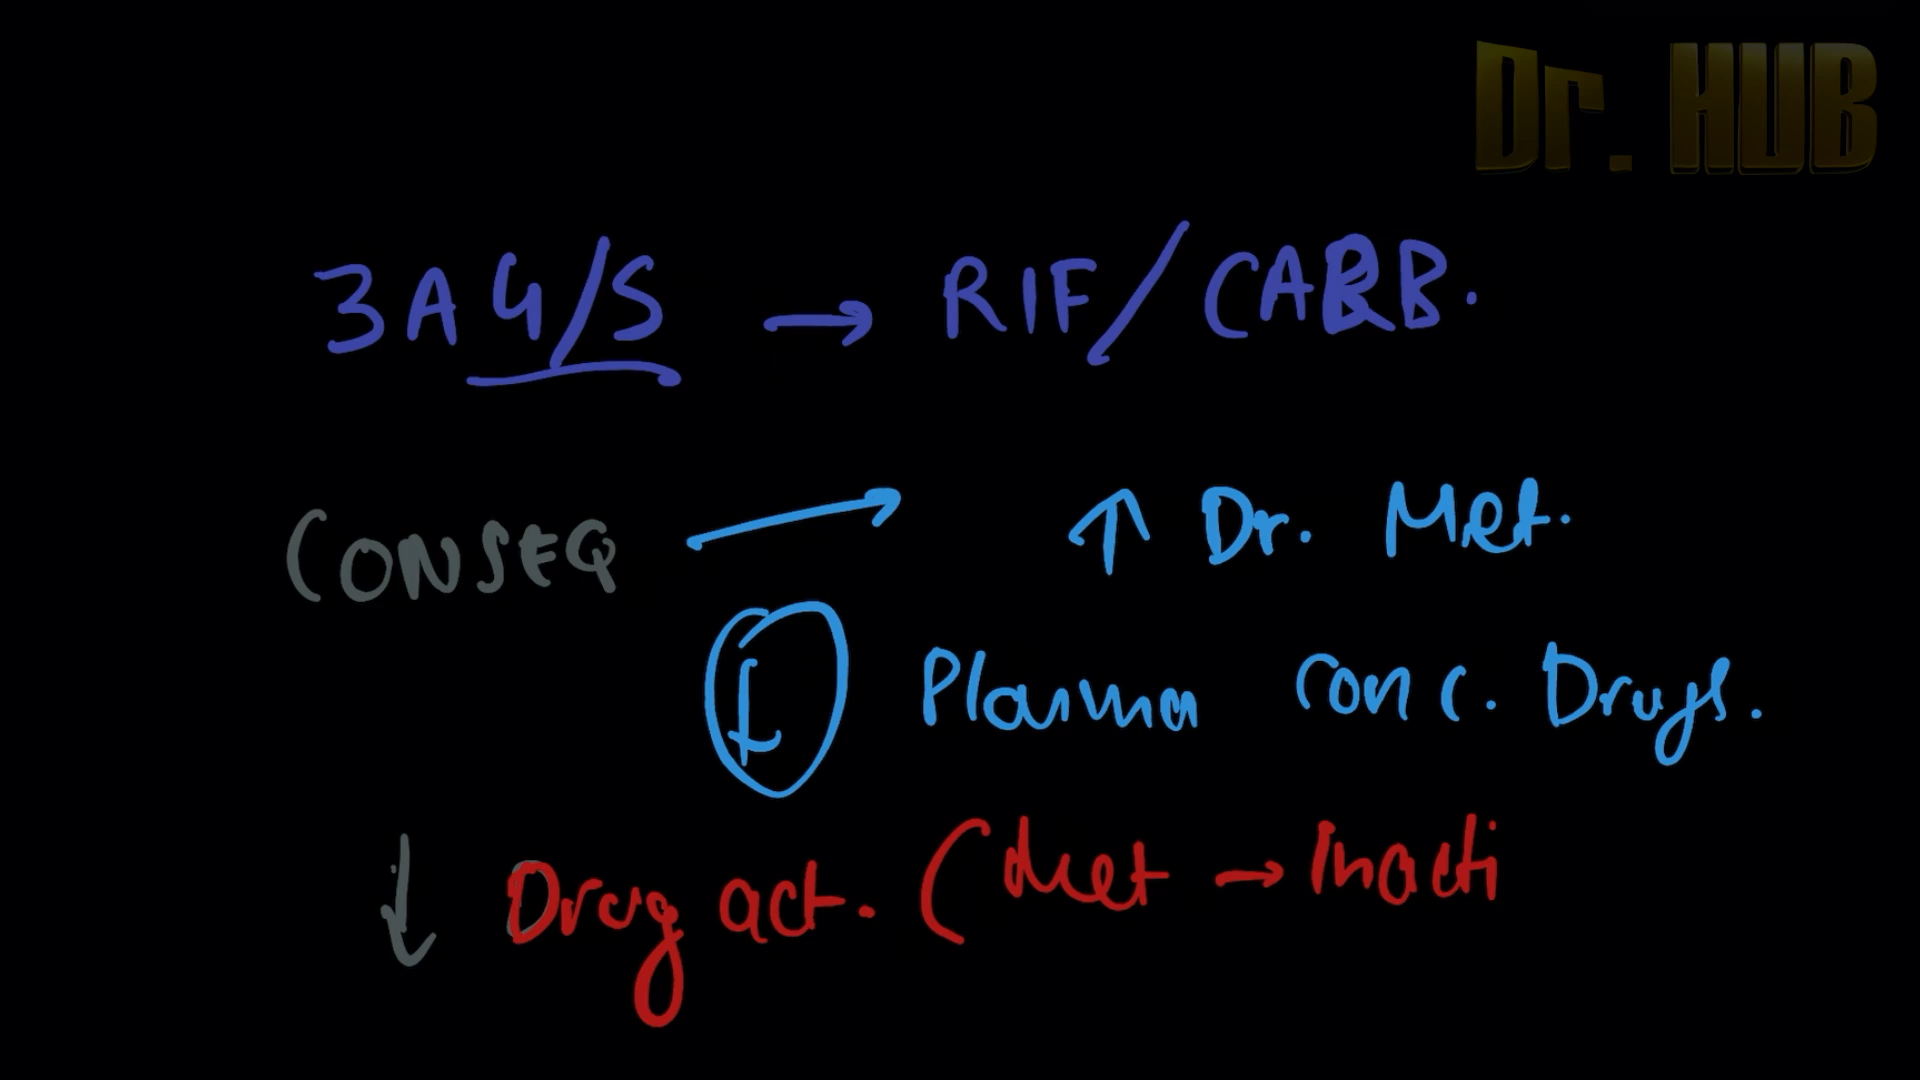 Dr. HUB
3A4/5 → RIF/CARB.
CONSEQ → ↑ Dr. Met.
↓ Plasma conc. Drugs.
↓ Drug act. (Met → Inacti